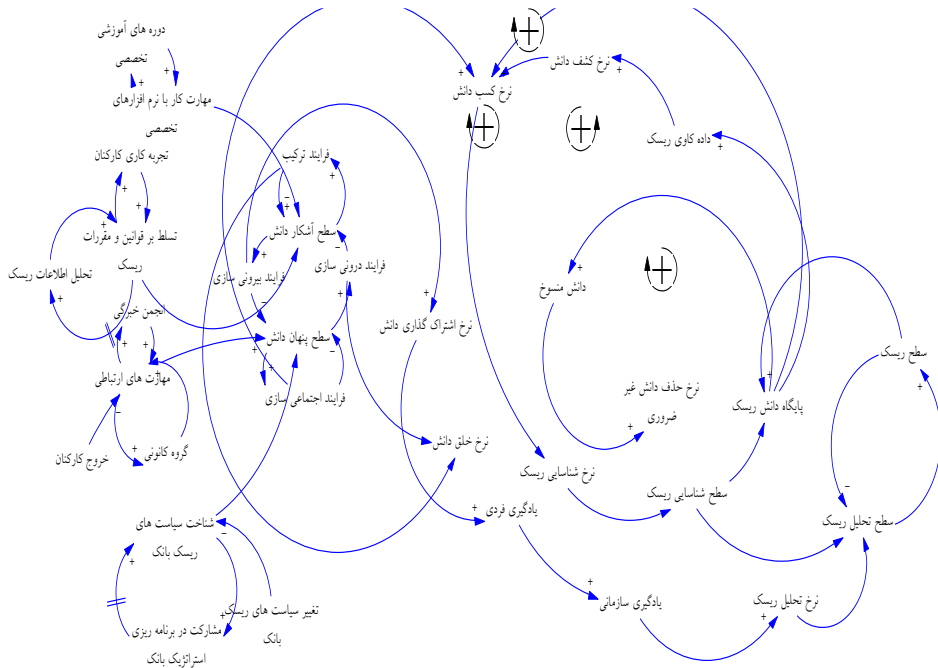 دوره های آموزشی
تخصصی
مهارت کار با نرم افزارهای
تخصصی
تجربه کاری کارکنان
تسلط بر قوانین و مقررات
ریسک
تحلیل اطلاعات ریسک
انجمن خبرگی
مهارت های ارتباطی
گروه کانونی
خروج کارکنان
شناخت سیاست های
ریسک بانک
تغییر سیاست های ریسک
بانک
مشارکت در برنامه ریزی
استراتژیک بانک
فرایند ترکیب
سطح آشکار دانش
فرایند درونی سازی
فرایند بیرونی سازی
سطح پنهان دانش
فرایند اجتماعی سازی
نرخ اشتراک گذاری دانش
نرخ خلق دانش
نرخ کشف دانش
نرخ کسب دانش
داده کاوی ریسک
دانش منسوخ
نرخ حذف دانش غیر
ضروری
پایگاه دانش ریسک
سطح ریسک
نرخ شناسایی ریسک
سطح شناسایی ریسک
سطح تحلیل ریسک
یادگیری فردی
یادگیری سازمانی
نرخ تحلیل ریسک